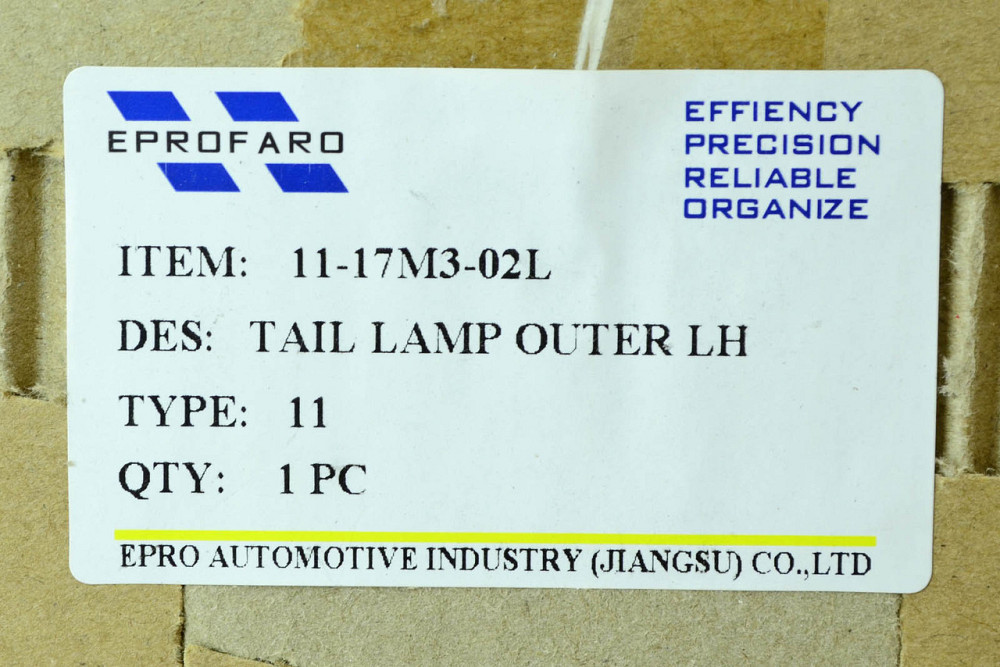 EPROFARO
EFFIENCY
PRECISION
RELIABLE
ORGANIZE
ITEM: 11-17M3-02L
DES: TAIL LAMP OUTER LH
TYPE: 11
QTY: 1 PC
EPRO AUTOMOTIVE INDUSTRY (JIANGSU) CO.,LTD